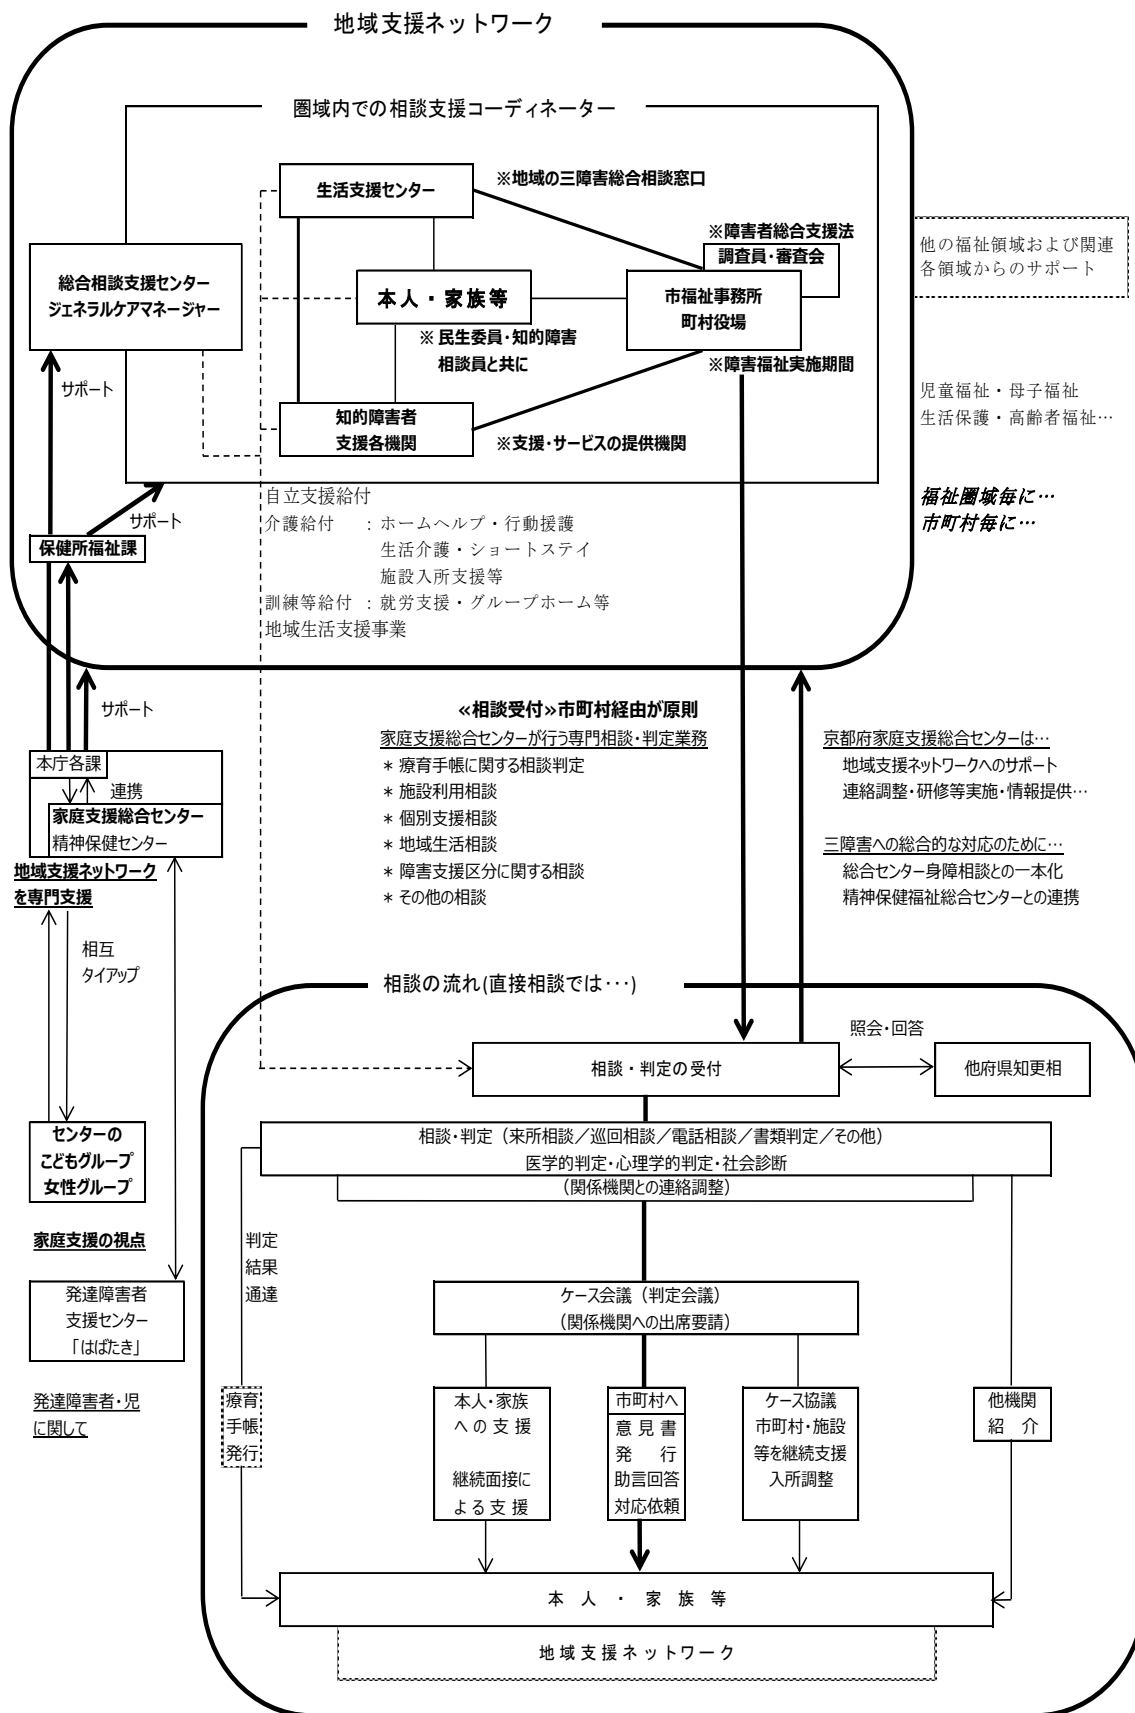 地域支援ネットワーク
圏域内での相談支援コーディネーター
生活支援センター
※地域の三障害総合相談窓口
※障害者総合支援法
調査員・審査会
他の福祉領域および関連
各領域からのサポート
総合相談支援センター
ジェネラルケアマネージャー
本人・家族等
市福祉事務所
町村役場
※ 民生委員・知的障害
相談員と共に
※障害福祉実施期間
サポート
児童福祉・母子福祉
生活保護・高齢者福祉…
知的障害者
支援各機関
※支援・サービスの提供機関
福祉圏域毎に…
市町村毎に…
サポート
保健所福祉課
自立支援給付
介護給付 : ホームヘルプ・行動援護
生活介護・ショートステイ
施設入所支援等
訓練等給付 : 就労支援・グループホーム等
地域生活支援事業
サポート
≪相談受付≫市町村経由が原則
家庭支援総合センターが行う専門相談・判定業務
* 療育手帳に関する相談判定
* 施設利用相談
* 個別支援相談
* 地域生活相談
* 障害支援区分に関する相談
* その他の相談
京都府家庭支援総合センターは…
地域支援ネットワークへのサポート
連絡調整・研修等実施・情報提供…
三障害への総合的な対応のために…
総合センター身障相談との一本化
精神保健福祉総合センターとの連携
本庁各課
連携
家庭支援総合センター
精神保健センター
地域支援ネットワーク
を専門支援
相互
タイアップ
センターの
こどもグループ
女性グループ
家庭支援の視点
発達障害者
支援センター
「はばたき」
発達障害者・児
に関して
相談の流れ(直接相談では…)
照会・回答
相談・判定の受付
他府県知更相
相談・判定（来所相談／巡回相談／電話相談／書類判定／その他）
医学的判定・心理学的判定・社会診断
（関係機関との連絡調整）
判定
結果
通達
ケース会議（判定会議）
（関係機関への出席要請）
療育
手帳
発行
本人・家族
への支援
継続面接に
よる支援
市町村へ
意見書
発　行
助言回答
対応依頼
ケース協議
市町村・施設
等を継続支援
入所調整
他機関
紹　介
本　人　・　家　族　等
地域支援ネットワーク